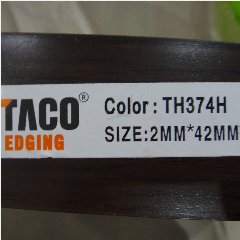 TACO®
EDGING
Color: TH374H
SIZE:2MM*42MM